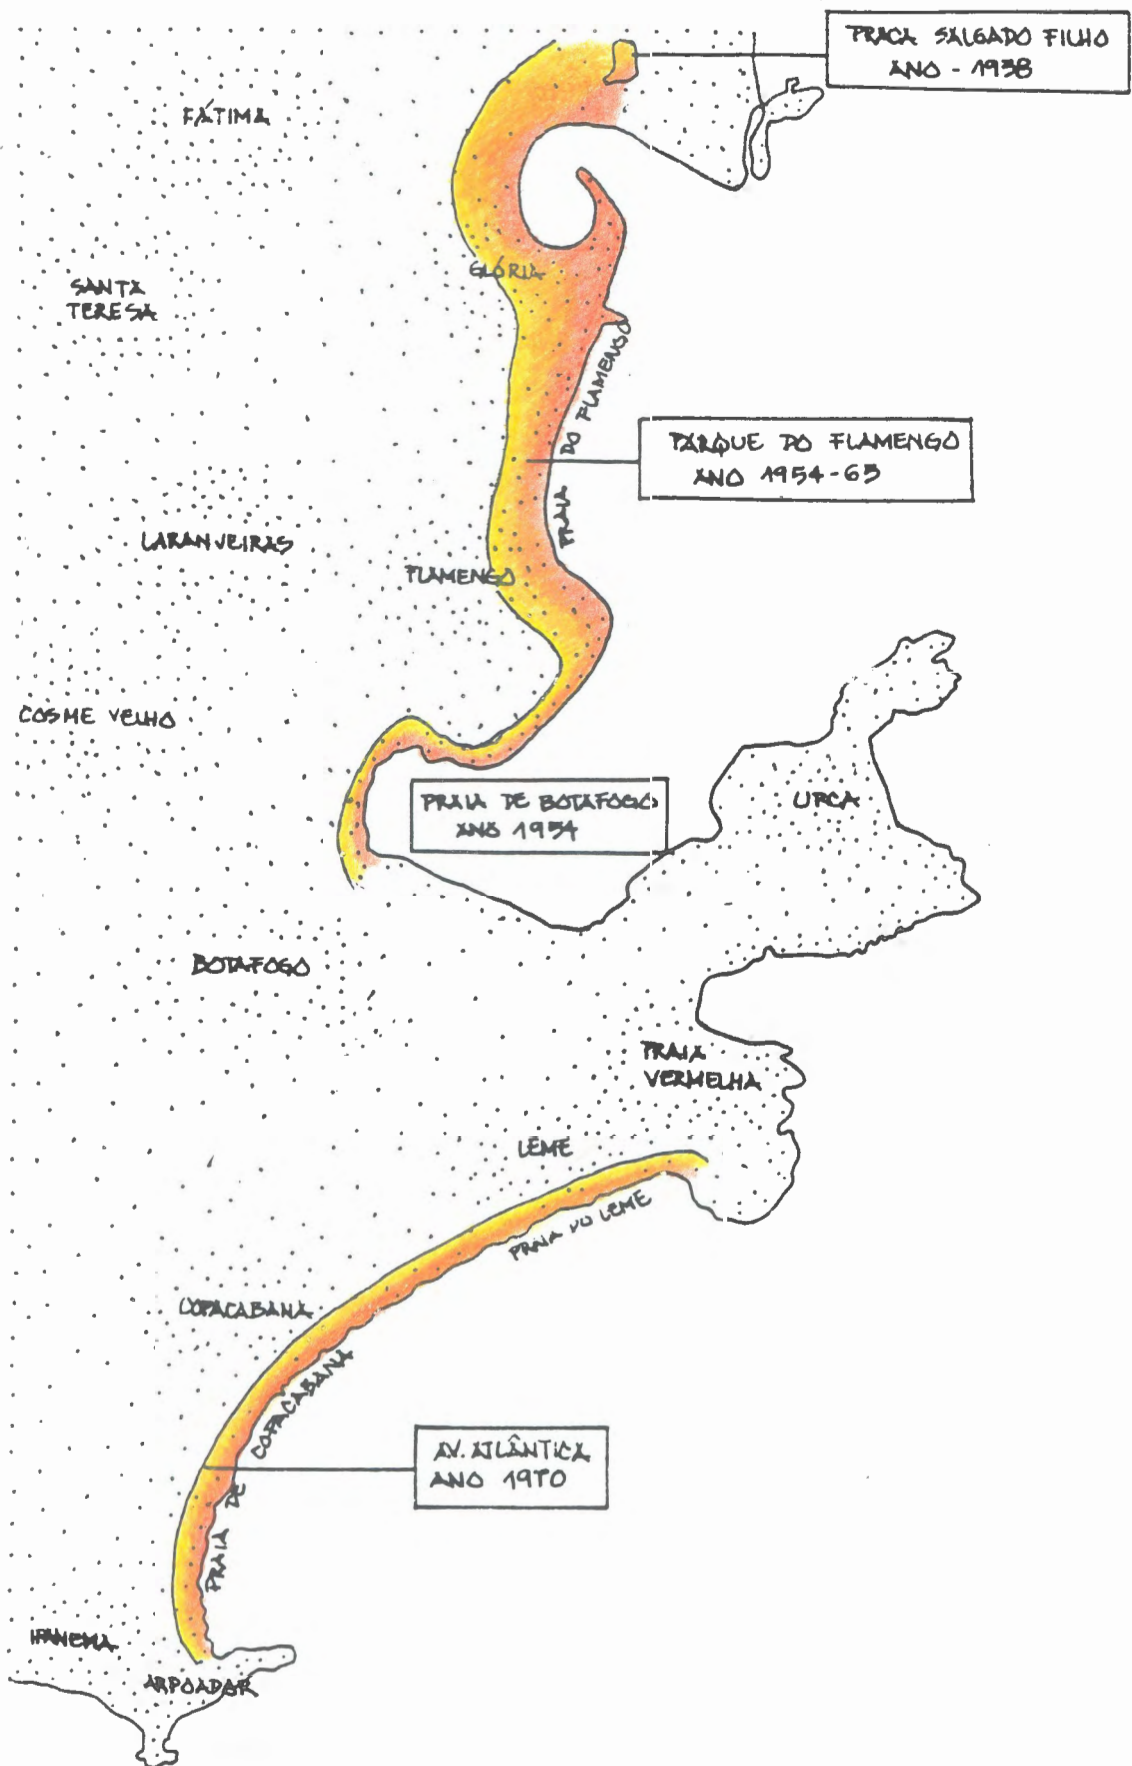 PRACA SALGADO FILHO
ANO - 1938
FÁTIMA
GLÓRIA
SANTA
TERESA
PRAIA DO FLAMENGO
PARQUE DO FLAMENGO
ANO 1954-65
LARANJEIRAS
FLAMENGO
COSME VELHO
PRAIA DE BOTAFOGO
ANO 1954
URCA
BOTAFOGO
PRAIA
VERMELHA
LEME
PRAIA DO LEME
COPACABANA
PRAIA DE COPACABANA
AV. ATLÂNTICA
ANO 1970
IPANEMA
ARPOADOR